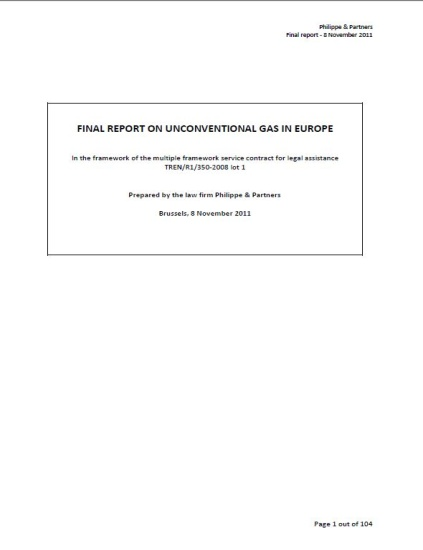 Philippe & Partners
Final report - 8 November 2011
FINAL REPORT ON UNCONVENTIONAL GAS IN EUROPE
In the framework of the multiple framework service contract for legal assistance
TREN/R1/350-2008 lot 1
Prepared by the law firm Philippe & Partners
Brussels, 8 November 2011
Page 1 out of 104